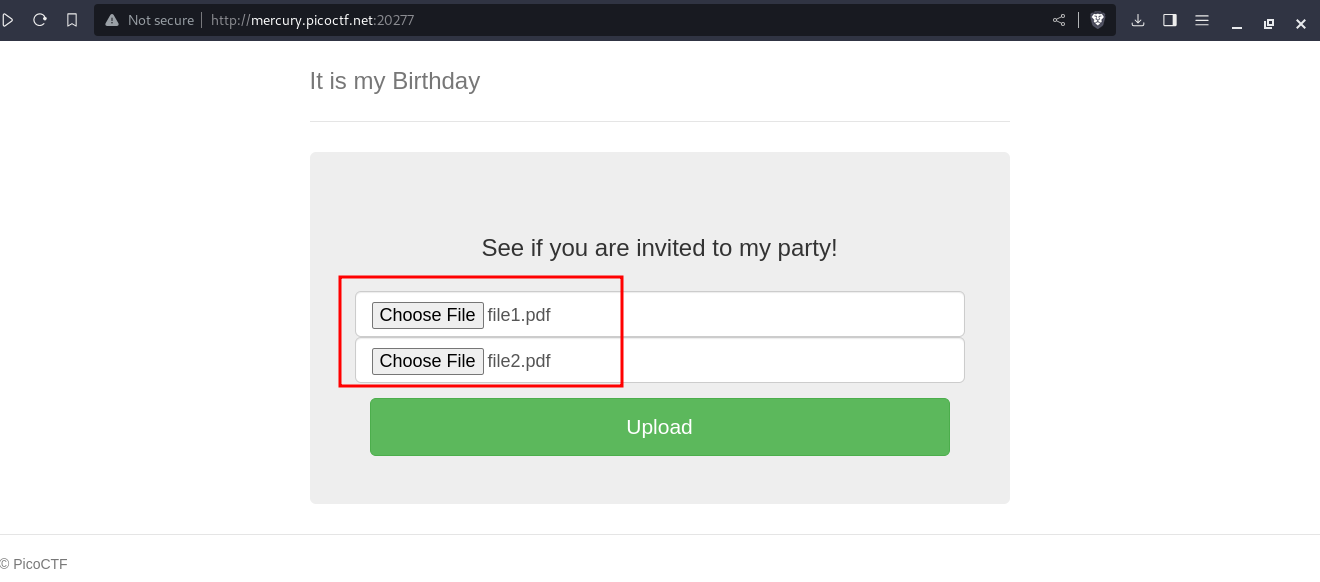 Not secure http://mercury.picoctf.net:20277
It is my Birthday
See if you are invited to my party!
Choose File file1.pdf
Choose File file2.pdf
Upload
© PicoCTF